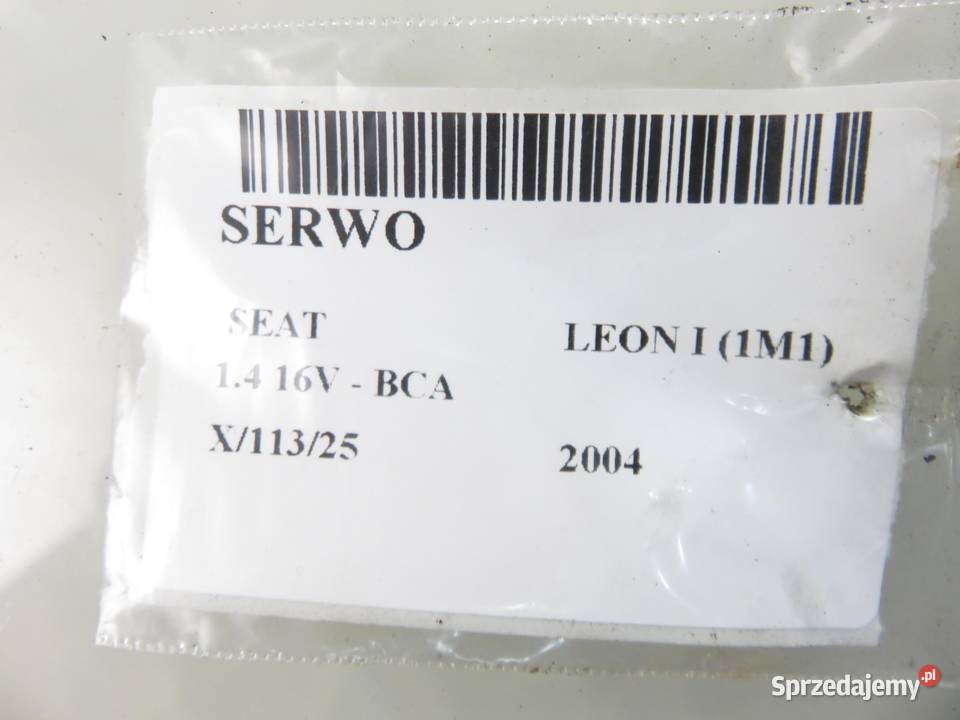 SERWO
SEAT LEON I (1M1)
1.4 16V - BCA
X/113/25 2004
Sprzedajemy.pl